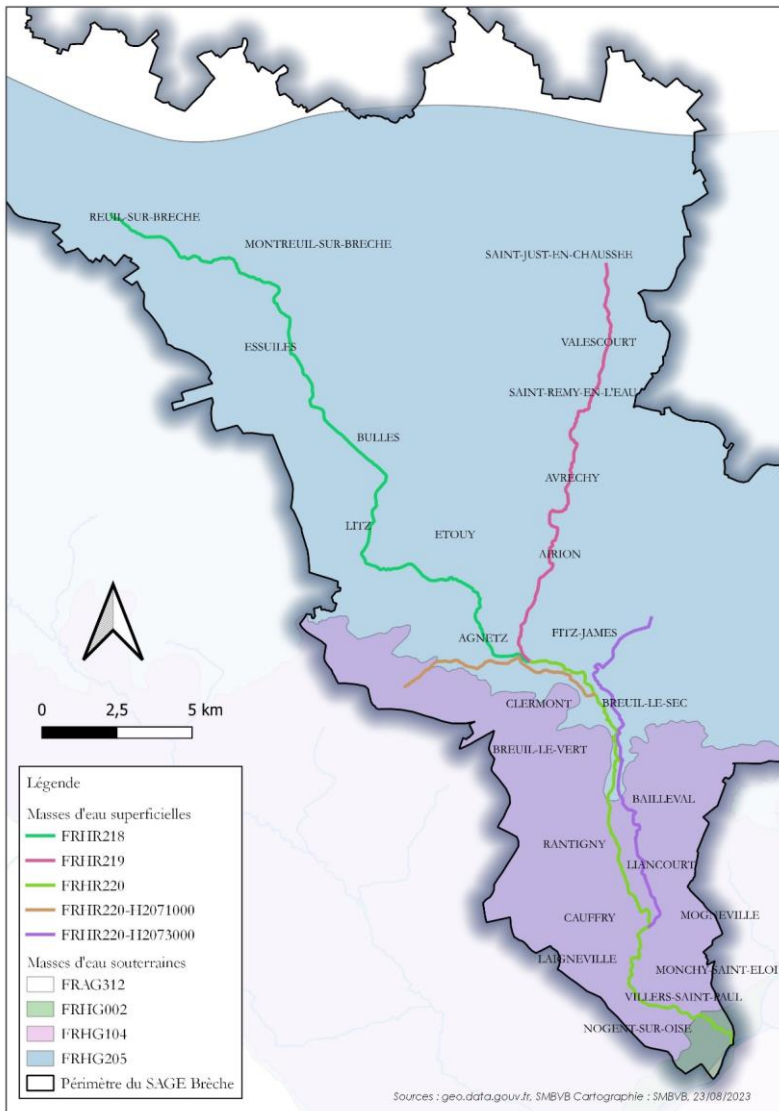 REUIL-SUR-BRECHE
MONTREUIL-SUR-BRECHE
SAINT-JUST-EN-CHAUSSEE
ESSUILES
VALESCOURT
SAINT-REMY-EN-L'EAU
BULLES
AVRECHY
LITZ
ETOUY
AIRION
AGNETZ
FITZ-JAMES
CLERMONT
BREUIL-LE-SEC
0 2,5 5 km
BREUIL-LE-VERT
BAILLEVAL
RANTIGNY
LIANCOURT
CAUFFRY
MOGNEVILLE
LAIGNEVILLE
MONCHY-SAINT-ELOI
VILLERS-SAINT-PAUL
NOGENT-SUR-OISE
Légende
Masses d'eau superficielles
FRHR218
FRHR219
FRHR220
FRHR220-H2071000
FRHR220-H2073000
Masses d'eau souterraines
FRAG312
FRHG002
FRHG104
FRHG205
Périmètre du SAGE Brèche
Sources : geo.data.gouv.fr, SMBVB Cartographie : SMBVB, 23/08/2023